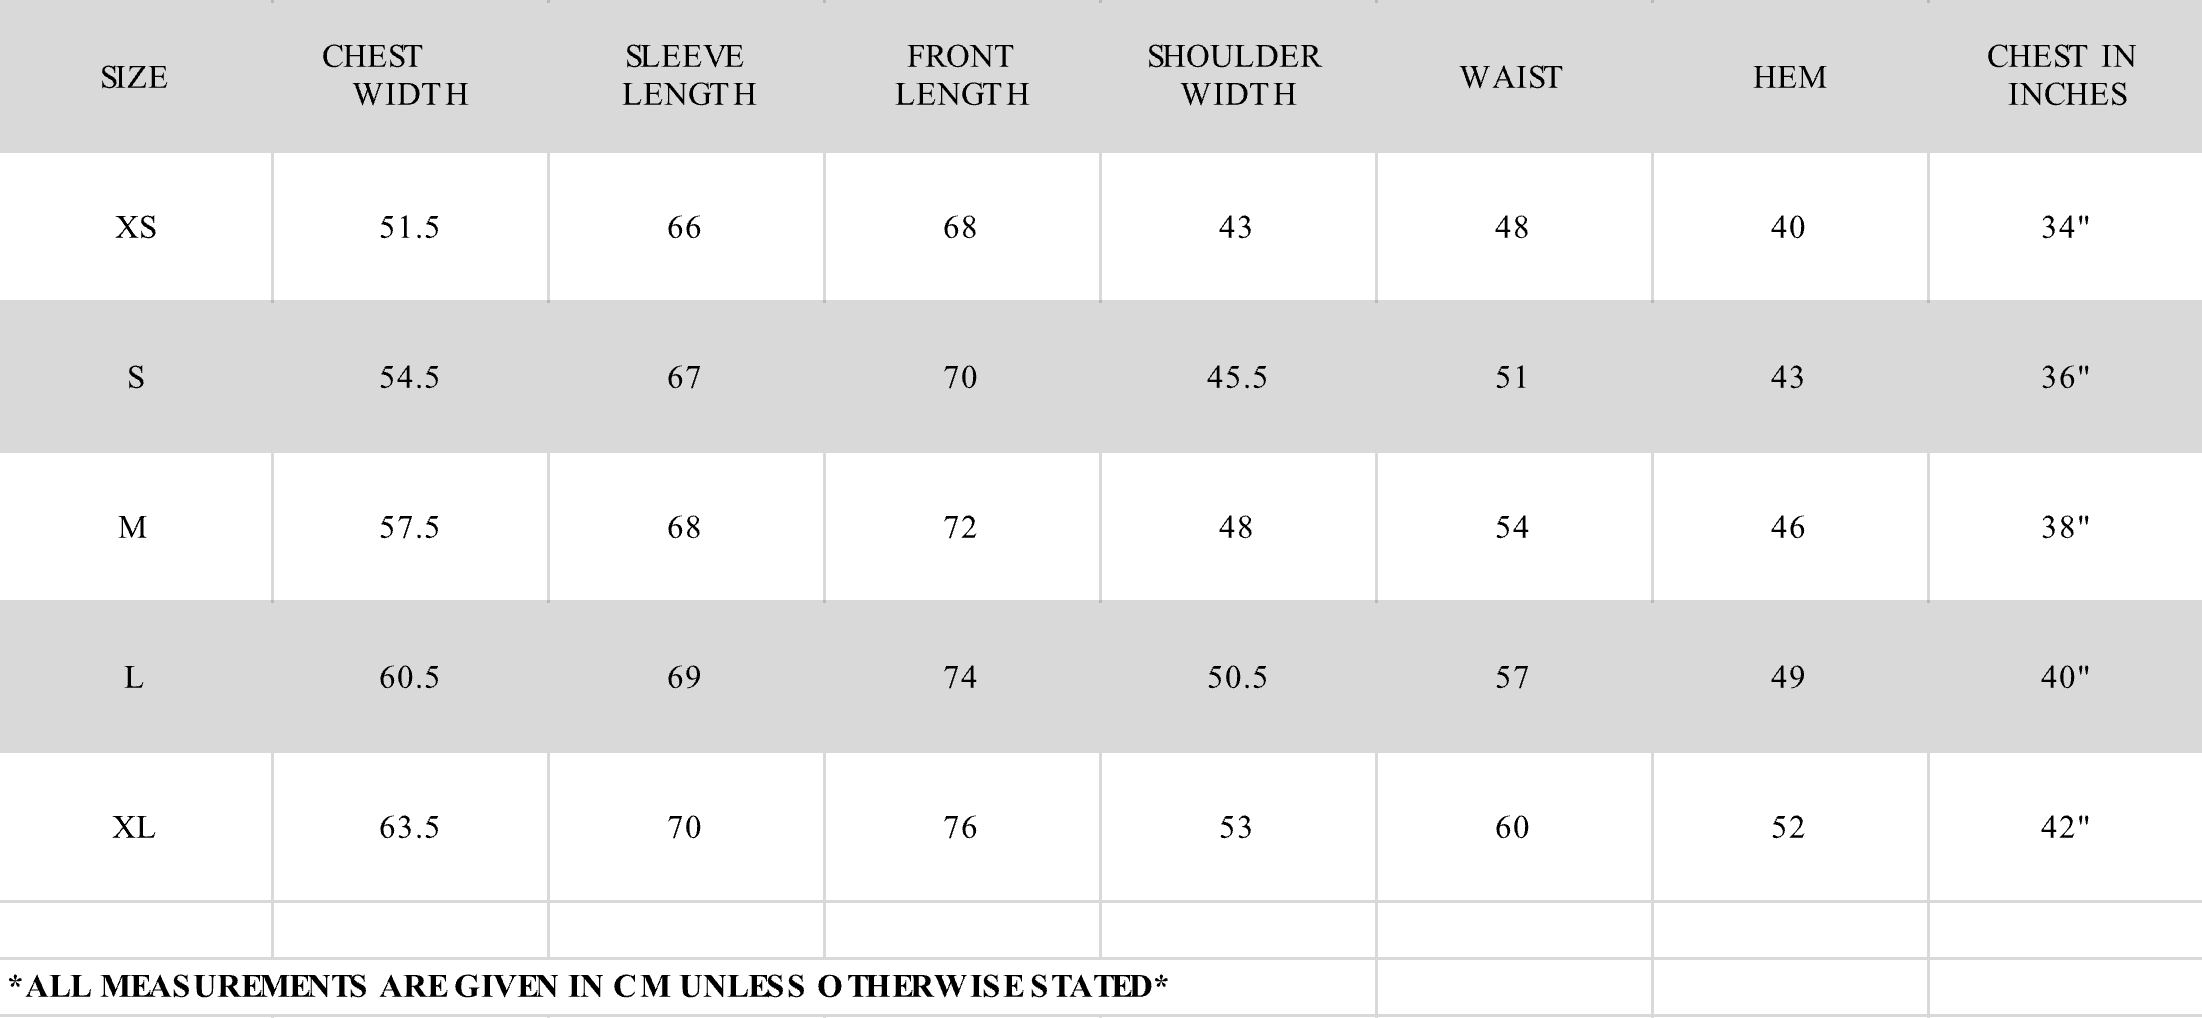 SIZE CHEST WIDTH SLEEVE LENGTH FRONT LENGTH SHOULDER WIDTH WAIST HEM CHEST IN INCHES
XS 51.5 66 68 43 48 40 34"
S 54.5 67 70 45.5 51 43 36"
M 57.5 68 72 48 54 46 38"
L 60.5 69 74 50.5 57 49 40"
XL 63.5 70 76 53 60 52 42"
*ALL MEASUREMENTS ARE GIVEN IN CM UNLESS OTHERWISE STATED*